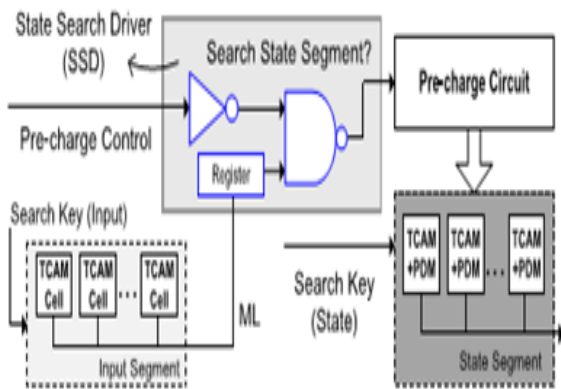 State Search Driver
(SSD)
Search State Segment?
Pre-charge Circuit
Pre-charge Control
Register
Search Key (Input)
TCAM
Cell
TCAM
Cell
...
TCAM
Cell
ML
Input Segment
Search Key
(State)
TCAM
+PDM
TCAM
+PDM
...
TCAM
+PDM
State Segment